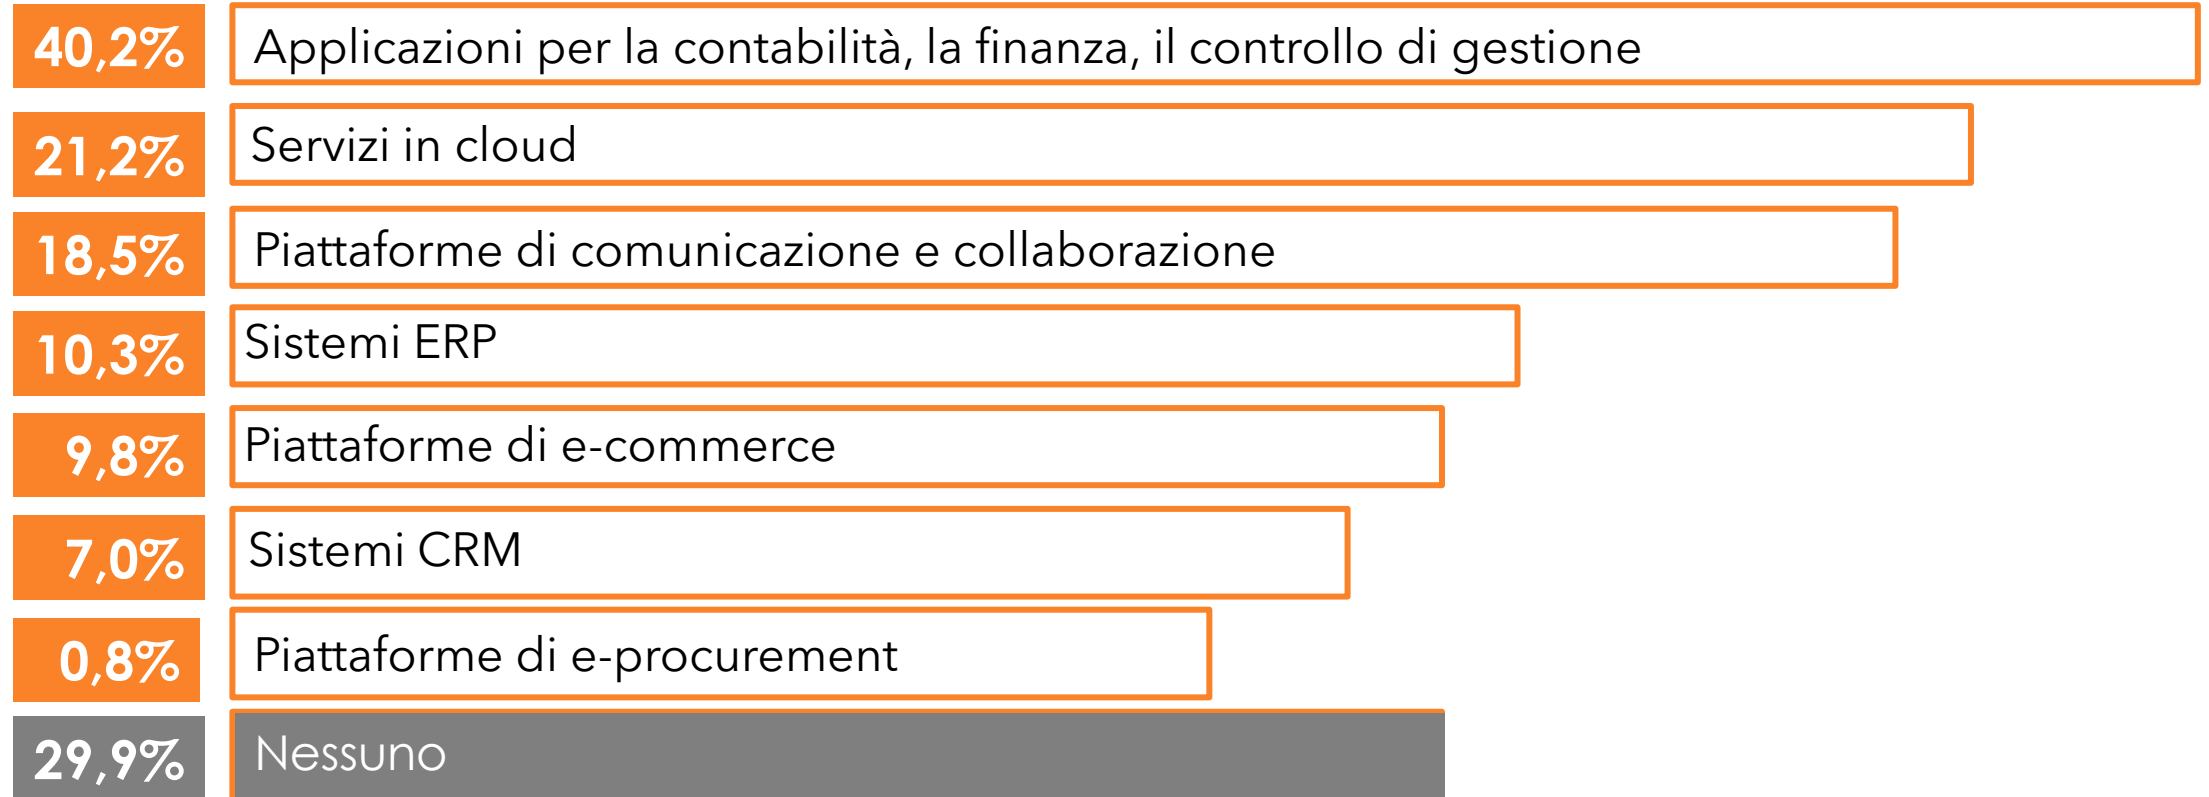 40,2% Applicazioni per la contabilità, la finanza, il controllo di gestione
21,2% Servizi in cloud
18,5% Piattaforme di comunicazione e collaborazione
10,3% Sistemi ERP
9,8% Piattaforme di e-commerce
7,0% Sistemi CRM
0,8% Piattaforme di e-procurement
29,9% Nessuno